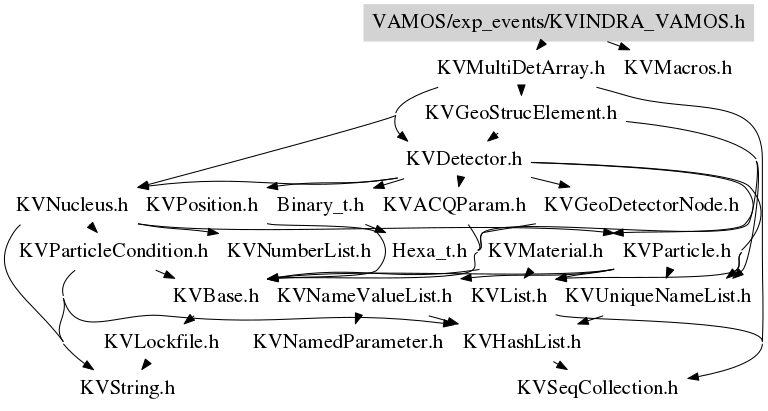 VAMOS/exp_events/KVINDRA_VAMOS.h
KVMultiDetArray.h KVMacros.h
KVGeoStrucElement.h
KVDetector.h
KVNucleus.h KVPosition.h Binary_t.h KVACQParam.h KVGeoDetectorNode.h
KVParticleCondition.h KVNumberList.h Hexa_t.h KVMaterial.h KVParticle.h
KVBase.h KVNameValueList.h KVList.h KVUniqueNameList.h
KVLockfile.h KVNamedParameter.h KVHashList.h
KVString.h KVSeqCollection.h